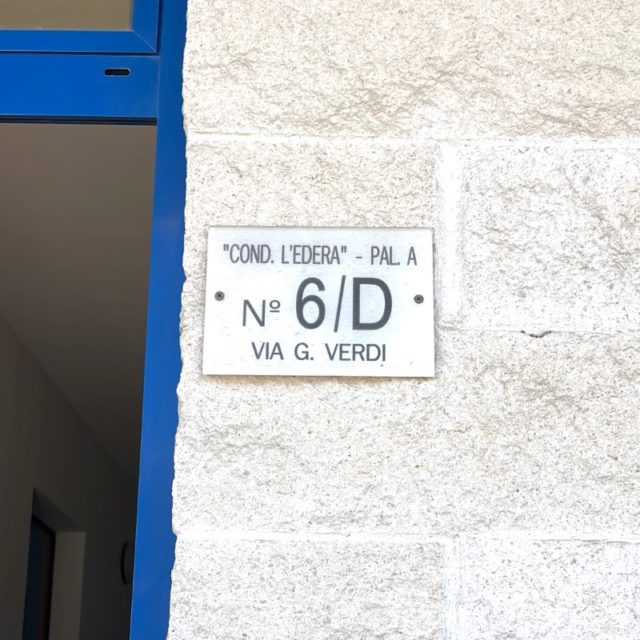 "COND. L'EDERA" - PAL. A
Nº 6/D
VIA G. VERDI